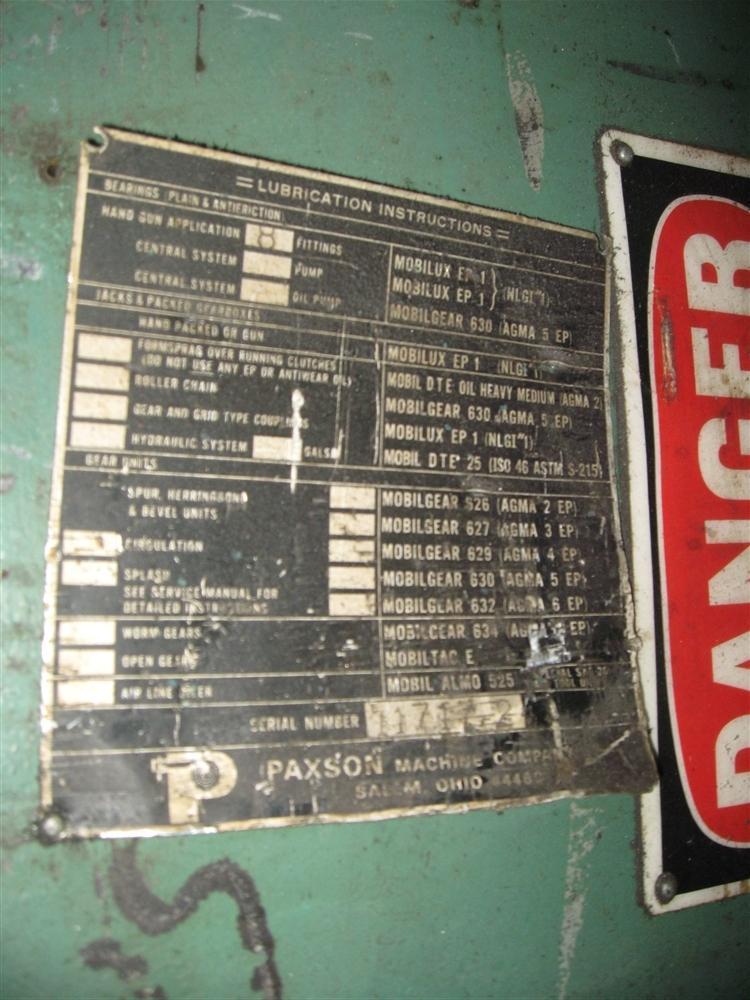 = LUBRICATION INSTRUCTIONS =
BEARINGS (PLAIN & ANTIFRICTION)
HAND GUN APPLICATION 8 FITTINGS MOBILUX EP 1
CENTRAL SYSTEM PUMP MOBILUX EP 1 (NLGI #1)
CENTRAL SYSTEM OIL PUMP MOBILGEAR 630 (AGMA 5 EP)
JACKS & PACKED GEARBOXES
HAND PACKED OR GUN MOBILUX EP 1 (NLGI #1)
FORMSPRAG OVER RUNNING CLUTCHES MOBIL DTE OIL HEAVY MEDIUM (AGMA 2)
(DO NOT USE ANY EP OR ANTIWEAR OIL)
ROLLER CHAIN MOBILGEAR 630 (AGMA 5 EP)
GEAR AND GRID TYPE COUPLINGS MOBILUX EP 1 (NLGI #1)
HYDRAULIC SYSTEM GALS MOBIL DTE 25 (ISO 46 ASTM S-215)
GEAR UNITS
SPUR, HERRINGBONE MOBILGEAR 626 (AGMA 2 EP)
& BEVEL UNITS MOBILGEAR 627 (AGMA 3 EP)
CIRCULATION MOBILGEAR 629 (AGMA 4 EP)
SPLASH MOBILGEAR 630 (AGMA 5 EP)
SEE SERVICE MANUAL FOR
DETAILED INSTRUCTIONS MOBILGEAR 632 (AGMA 6 EP)
WORM GEARS MOBILGEAR 634 (AGMA EP)
OPEN GEARS MOBILTAC E
AIR LINE OILER MOBIL ALMO 525
SERIAL NUMBER
P PAXSON MACHINE COMPANY
SALEM, OHIO 44460
DANGER